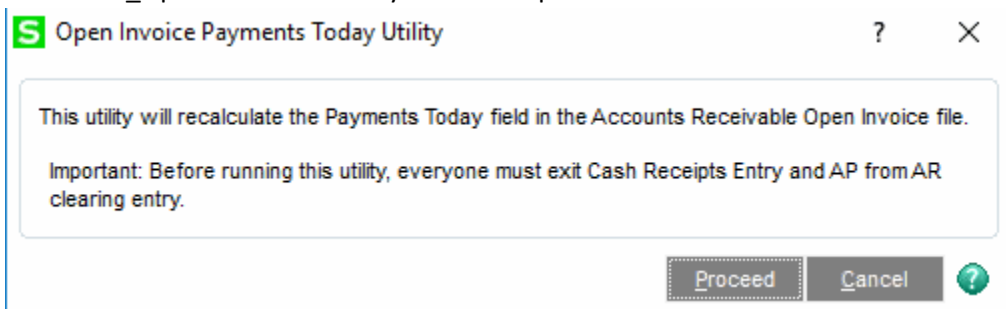 S Open Invoice Payments Today Utility ? ✕
This utility will recalculate the Payments Today field in the Accounts Receivable Open Invoice file.
Important: Before running this utility, everyone must exit Cash Receipts Entry and AP from AR
clearing entry.
Proceed Cancel ?